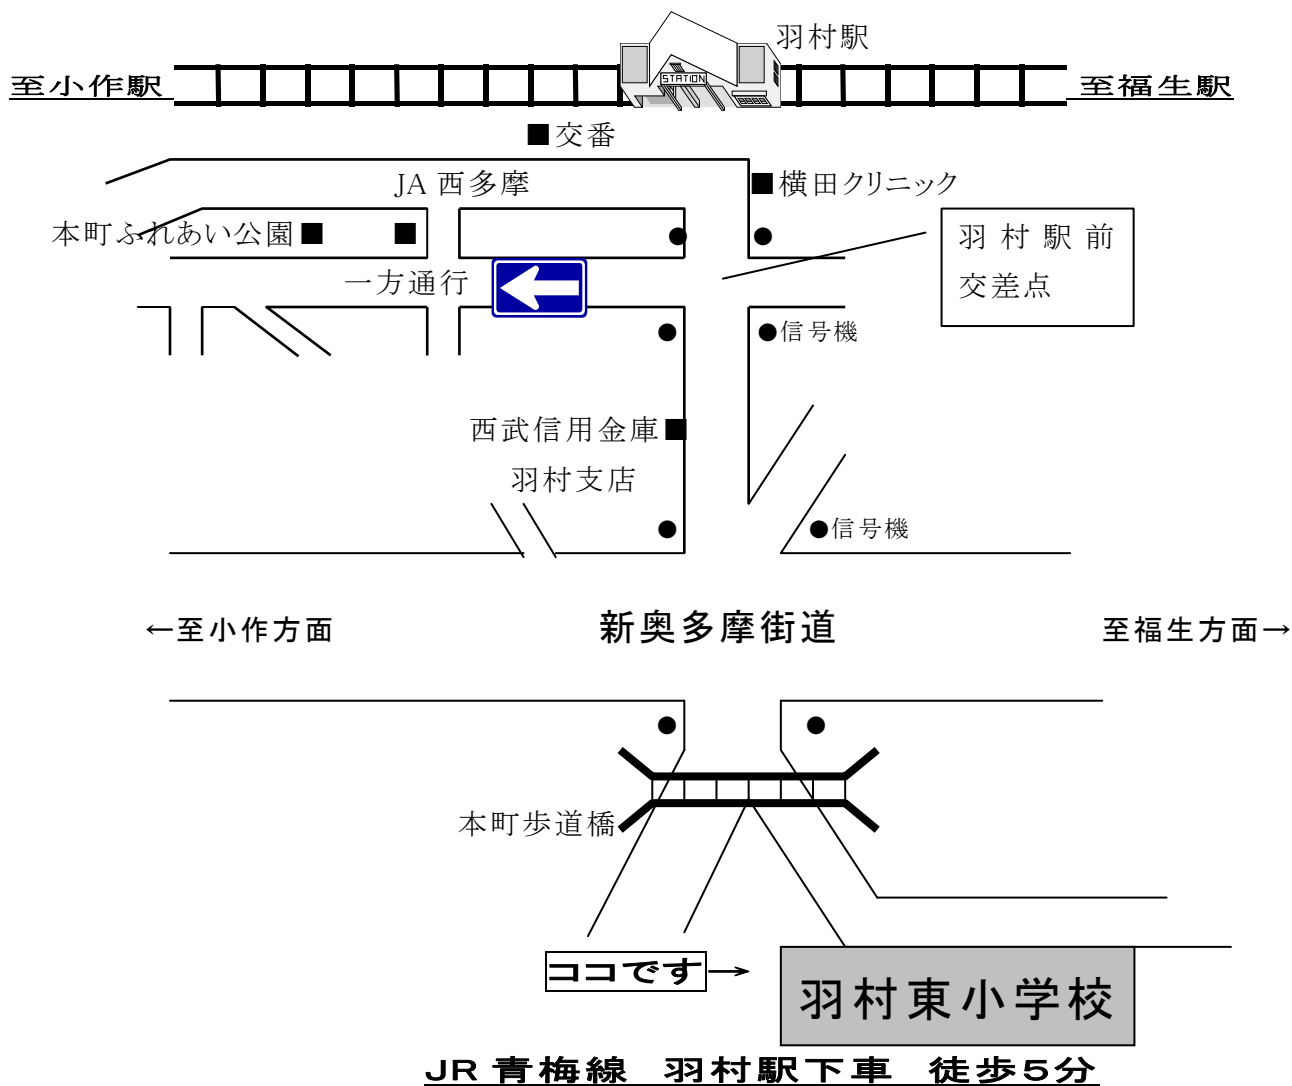 羽村駅
至小作駅
STATION
至福生駅
■交番
JA 西多摩
■横田クリニック
本町ふれあい公園■
羽村駅前
交差点
一方通行
●信号機
西武信用金庫■
羽村支店
●信号機
←至小作方面
新奥多摩街道
至福生方面→
本町歩道橋
ココです→
羽村東小学校
JR 青梅線 羽村駅下車 徒歩5分